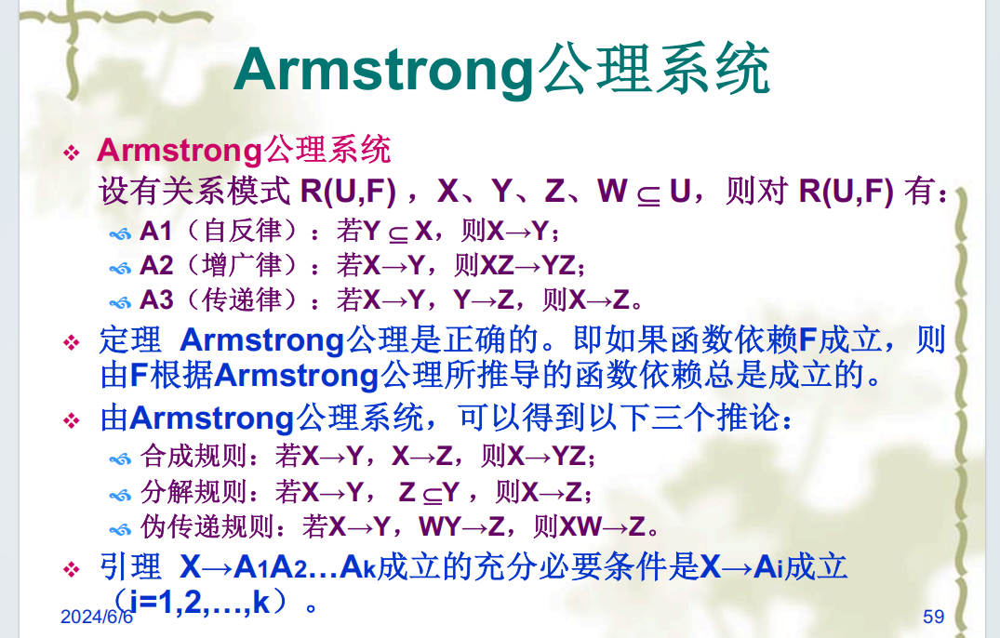 Armstrong公理系统
Armstrong公理系统
设有关系模式 R(U,F) ，X、Y、Z、W ⊆ U，则对 R(U,F) 有：
A1（自反律）：若Y ⊆ X，则X→Y；
A2（增广律）：若X→Y，则XZ→YZ；
A3（传递律）：若X→Y，Y→Z，则X→Z。
定理 Armstrong公理是正确的。即如果函数依赖F成立，则
由F根据Armstrong公理所推导的函数依赖总是成立的。
由Armstrong公理系统，可以得到以下三个推论：
合成规则：若X→Y，X→Z，则X→YZ；
分解规则：若X→Y， Z ⊆Y ，则X→Z；
伪传递规则：若X→Y，WY→Z，则XW→Z。
引理 X→A1A2…Ak成立的充分必要条件是X→Ai成立
（i=1,2,…,k）。
2024/6/6
59